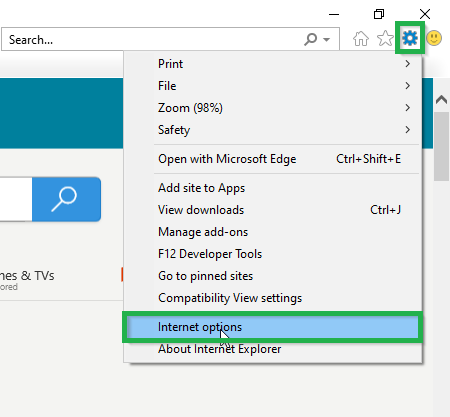 Search...
Print
File
Zoom (98%)
Safety
Open with Microsoft Edge Ctrl+Shift+E
Add site to Apps
View downloads Ctrl+J
Manage add-ons
F12 Developer Tools
Go to pinned sites
Compatibility View settings
Internet options
About Internet Explorer
& TVs